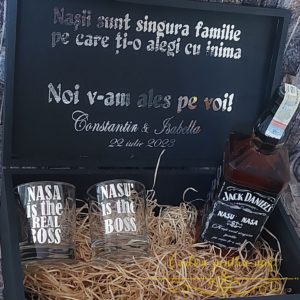 Nașii sunt singura familie
pe care ți-o alegi cu inima
Noi v-am ales pe voi!
Constantin & Isabella
22 iulie 2023
NASA
is the
REAL
BOSS
NASU'
is the
BOSS
JACK DANIEL'S
NASU NASA